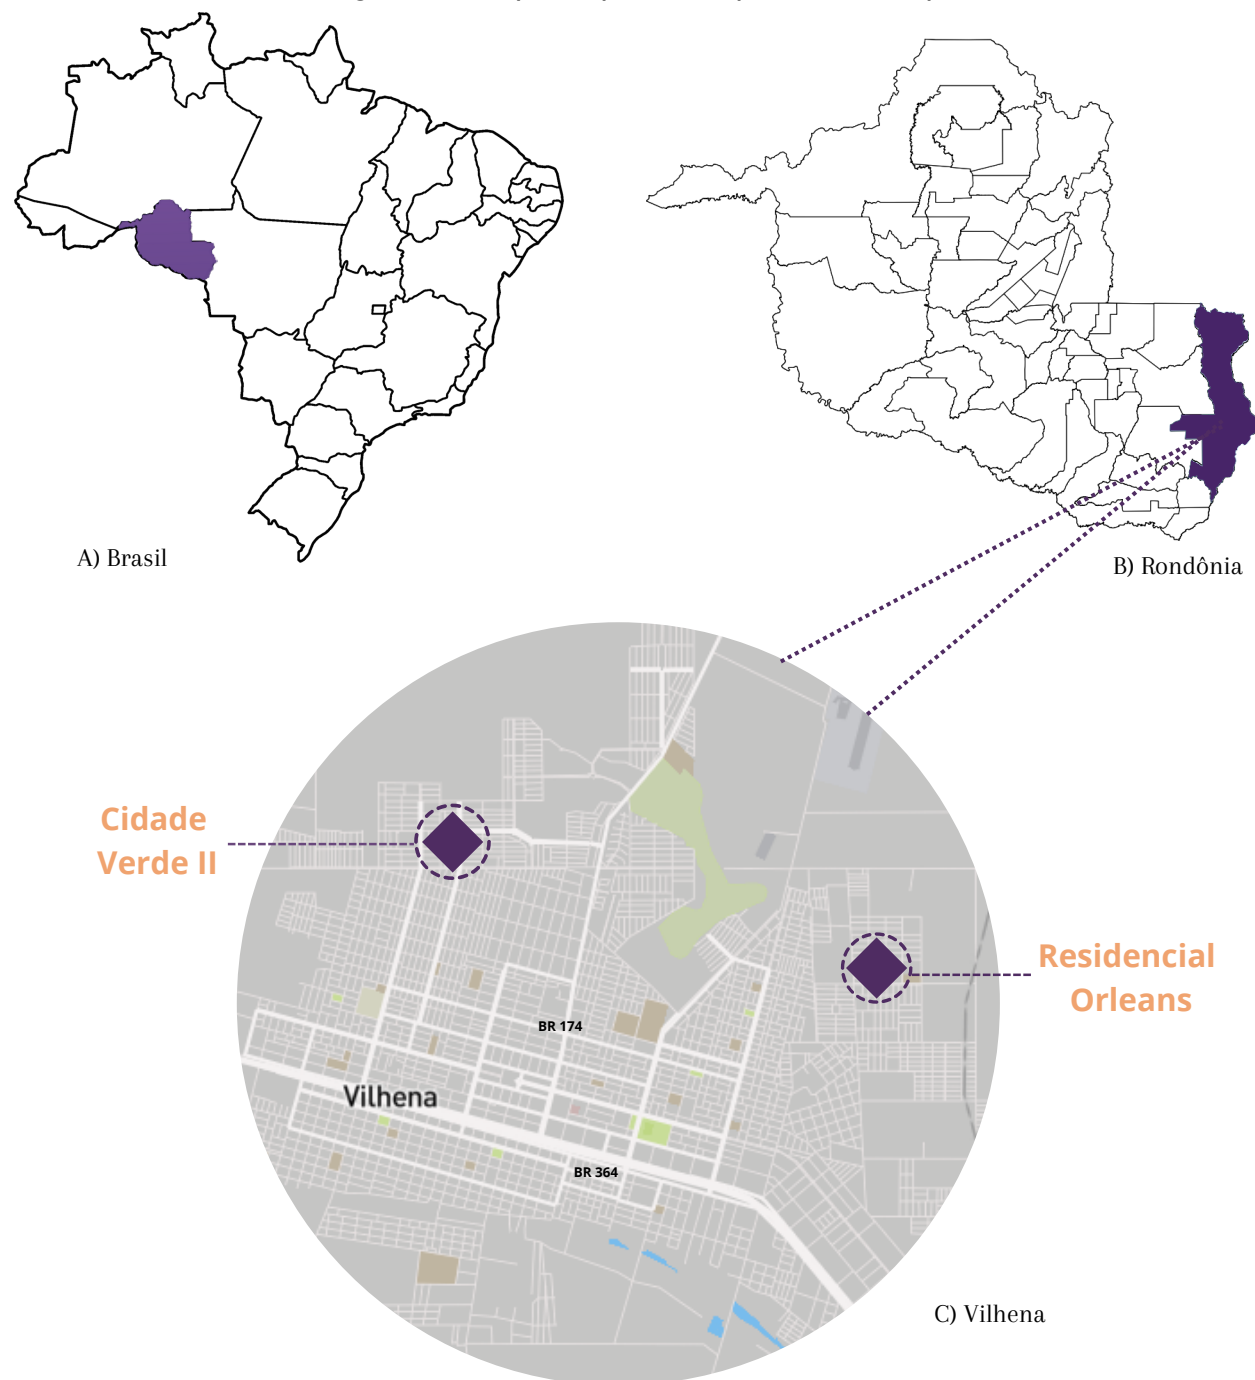 A) Brasil
B) Rondônia
Cidade
Verde II
Residencial
Orleans
BR 174
Vilhena
BR 364
C) Vilhena